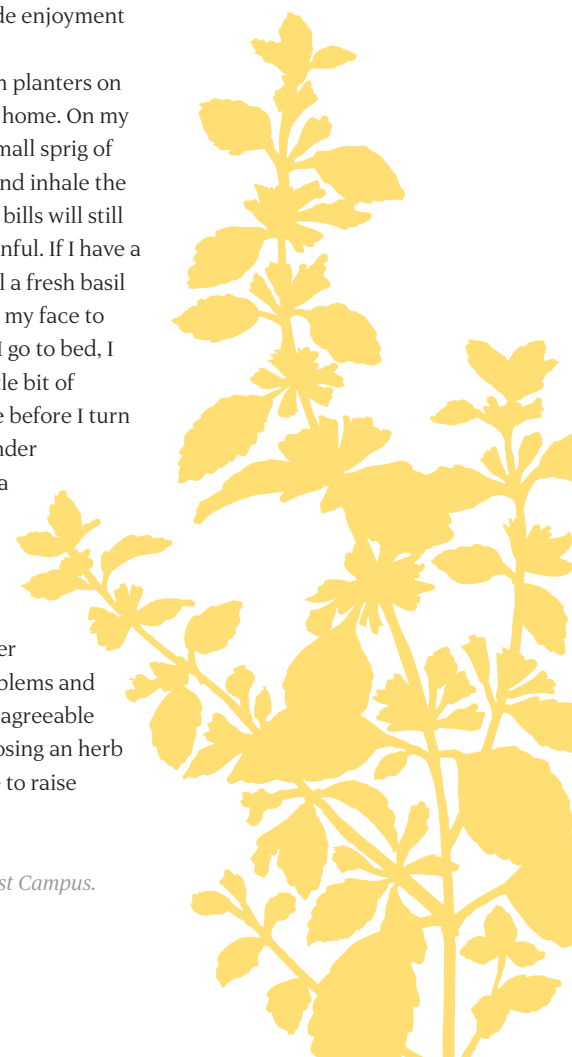 de enjoyment
n planters on
home. On my
mall sprig of
nd inhale the
bills will still
nful. If I have a
l a fresh basil
my face to
I go to bed, I
tle bit of
e before I turn
nder
a
er
blems and
agreeable
osing an herb
to raise
st Campus.